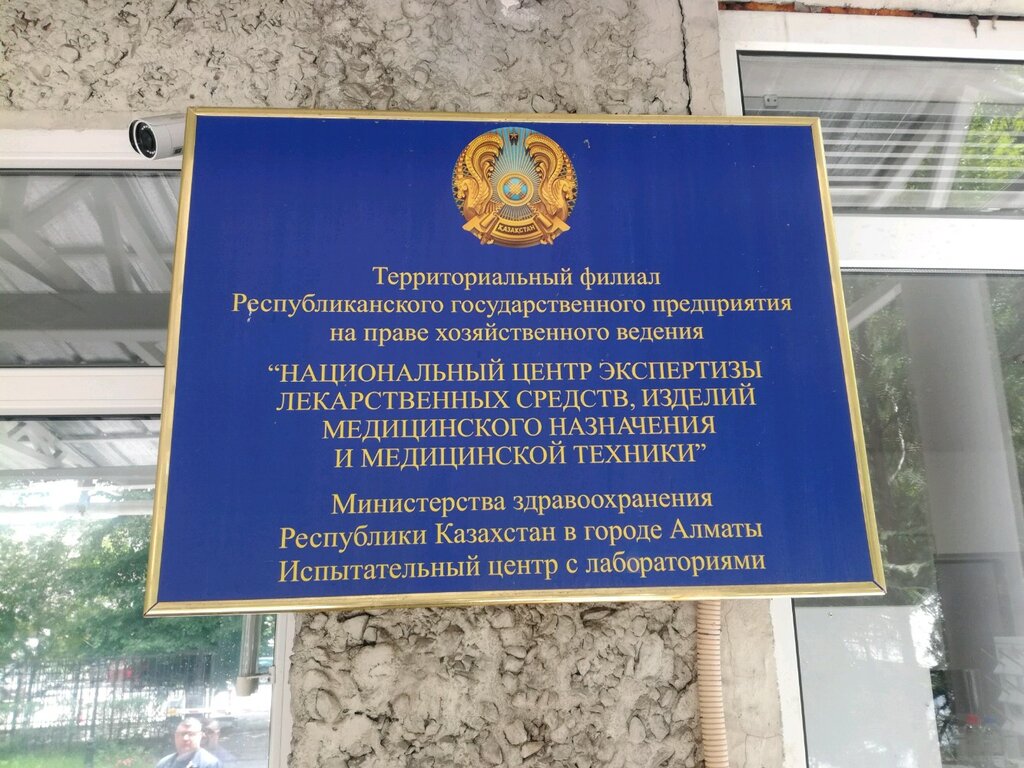 ҚАЗАҚСТАН
Территориальный филиал
Республиканского государственного предприятия
на праве хозяйственного ведения
“НАЦИОНАЛЬНЫЙ ЦЕНТР ЭКСПЕРТИЗЫ
ЛЕКАРСТВЕННЫХ СРЕДСТВ, ИЗДЕЛИЙ
МЕДИЦИНСКОГО НАЗНАЧЕНИЯ
И МЕДИЦИНСКОЙ ТЕХНИКИ”
Министерства здравоохранения
Республики Казахстан в городе Алматы
Испытательный центр с лабораториями